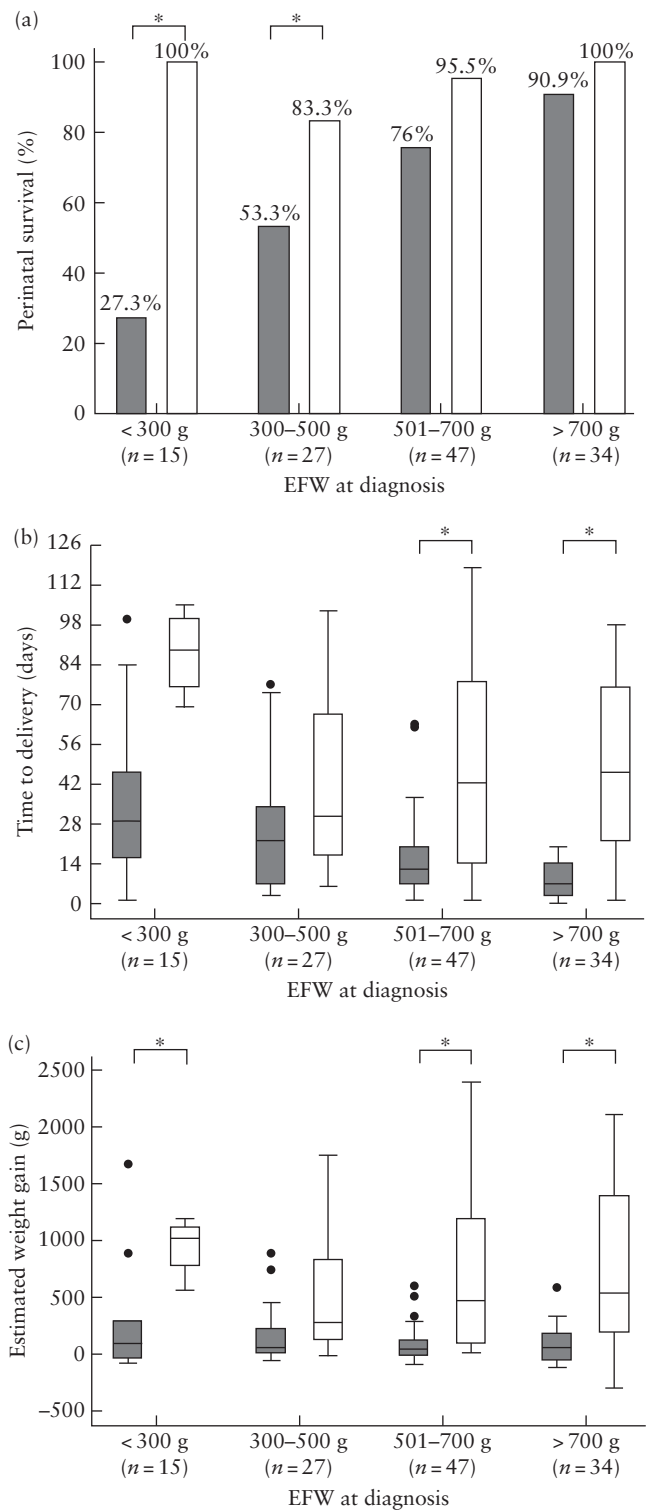 (a)
*
*
100%
100%
95.5%
90.9%
83.3%
76%
53.3%
27.3%
100
80
60
40
20
0
Perinatal survival (%)
< 300 g
300–500 g
501–700 g
> 700 g
(n = 15)
(n = 27)
(n = 47)
(n = 34)
EFW at diagnosis
(b)
*
*
126
112
98
84
70
56
42
28
14
0
Time to delivery (days)
< 300 g
300–500 g
501–700 g
> 700 g
(n = 15)
(n = 27)
(n = 47)
(n = 34)
EFW at diagnosis
(c)
*
*
*
2500
2000
1500
1000
500
0
–500
Estimated weight gain (g)
< 300 g
300–500 g
501–700 g
> 700 g
(n = 15)
(n = 27)
(n = 47)
(n = 34)
EFW at diagnosis